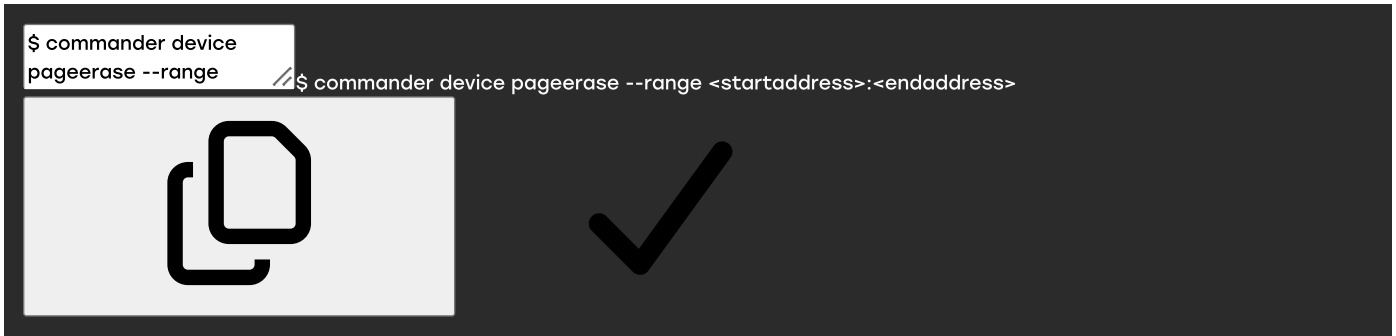 $ commander device
pageerase --range
$ commander device pageerase --range <startaddress>:<endaddress>